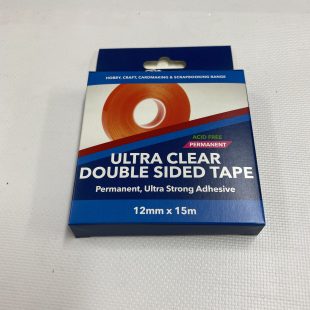 HOBBY, CRAFT, CARDMAKING & SCRAPBOOKING RANGE
ACID FREE
PERMANENT
ULTRA CLEAR
DOUBLE SIDED TAPE
Permanent, Ultra Strong Adhesive
12mm x 15m